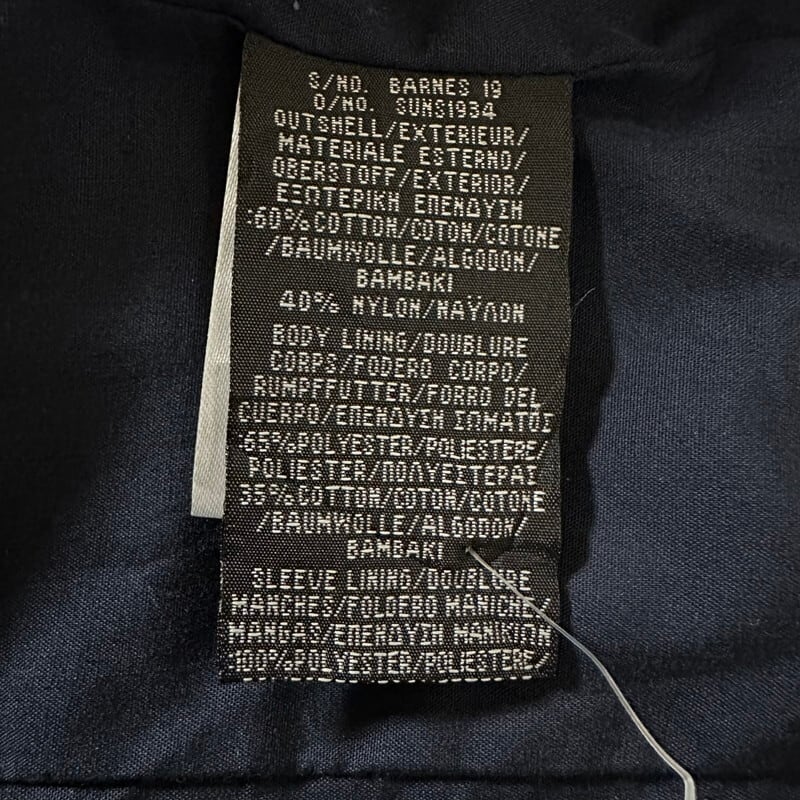 S/NO. BARNES 19
O/NO. SUNS1934
OUTSHELL/EXTERIEUR/
MATERIALE ESTERNO/
OBERSTOFF/EXTERIOR/
ΕΞΩΤΕΡΙΚΗ ΕΠΕΝΔΥΣΗ
:60%COTTON/COTON/COTONE
/BAUMWOLLE/ALGODON/
BAMBAKI
40% NYLON/ΝΑΫΛΟΝ
BODY LINING/DOUBLURE
CORPS/FODERO CORPO/
RUMPFFUTTER/FORRO DEL
CUERPO/ΕΠΕΝΔΥΣΗ ΣΩΜΑΤΟΣ
65%POLYESTER/POLIESTERE/
POLIESTER/ΠΟΛΥΕΣΤΕΡΑΣ
35%COTTON/COTON/COTONE
/BAUMWOLLE/ALGODON/
BAMBAKI
SLEEVE LINING/DOUBLURE
MANCHES/FOLDERO MANICHE/
MANGAS/ΕΠΕΝΔΥΣΗ ΜΑΝΙΚΙΩΝ
100%POLYESTER/POLIESTERE/